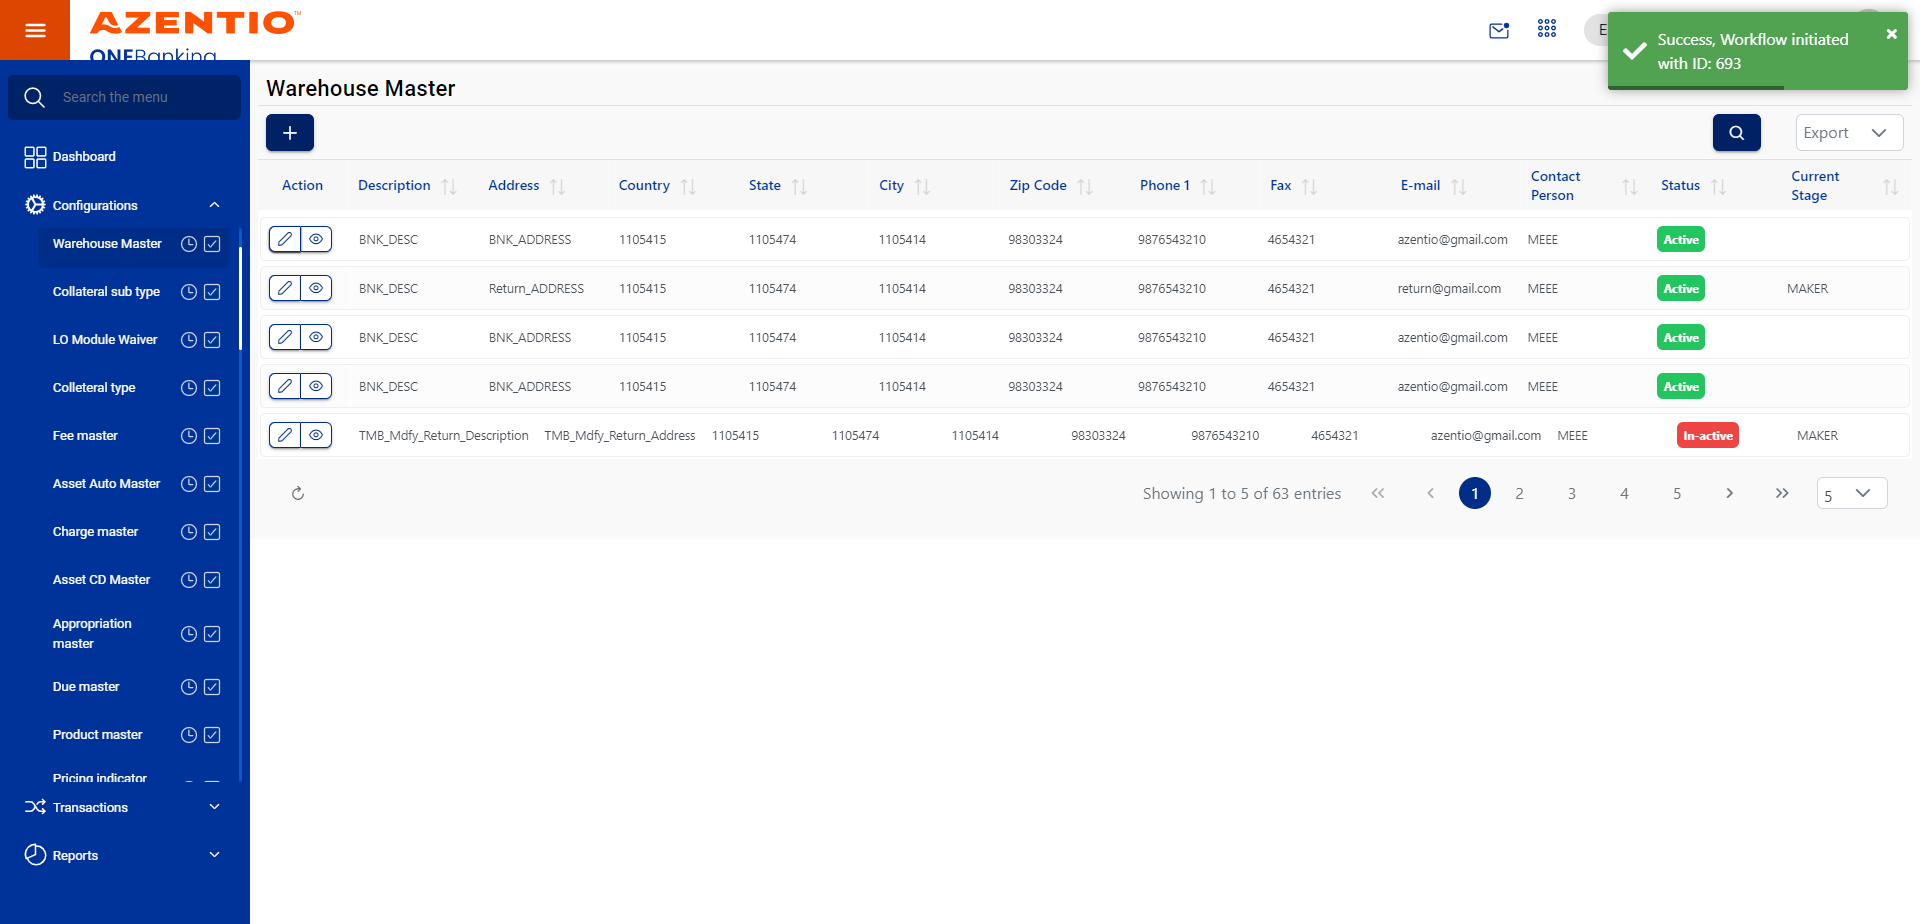 AZENTIO™
ONEBanking
E
Success, Workflow initiated
with ID: 693
Search the menu
Dashboard
Configurations
Warehouse Master
Collateral sub type
LO Module Waiver
Colleteral type
Fee master
Asset Auto Master
Charge master
Asset CD Master
Appropriation
master
Due master
Product master
Pricing indicator
Transactions
Reports
Warehouse Master
Export
Action Description Address Country State City Zip Code Phone 1 Fax E-mail Contact Person Status Current Stage
BNK_DESC BNK_ADDRESS 1105415 1105474 1105414 98303324 9876543210 4654321 azentio@gmail.com MEEE Active
BNK_DESC Return_ADDRESS 1105415 1105474 1105414 98303324 9876543210 4654321 return@gmail.com MEEE Active MAKER
BNK_DESC BNK_ADDRESS 1105415 1105474 1105414 98303324 9876543210 4654321 azentio@gmail.com MEEE Active
BNK_DESC BNK_ADDRESS 1105415 1105474 1105414 98303324 9876543210 4654321 azentio@gmail.com MEEE Active
TMB_Mdfy_Return_Description TMB_Mdfy_Return_Address 1105415 1105474 1105414 98303324 9876543210 4654321 azentio@gmail.com MEEE In-active MAKER
Showing 1 to 5 of 63 entries 1 2 3 4 5 5